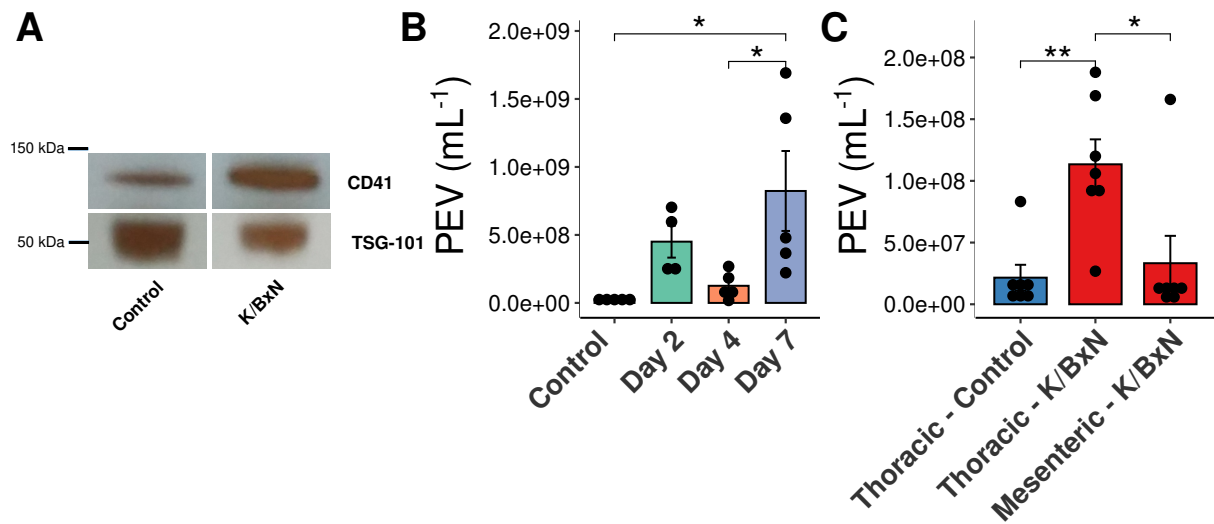 A
150 kDa
CD41
50 kDa
TSG-101
Control
K/BxN
B
PEV (mL⁻¹)
2.0e+09
1.5e+09
1.0e+09
5.0e+08
0.0e+00
*
*
Control
Day 2
Day 4
Day 7
C
PEV (mL⁻¹)
2.0e+08
1.5e+08
1.0e+08
5.0e+07
0.0e+00
**
*
Thoracic - Control
Thoracic - K/BxN
Mesenteric - K/BxN